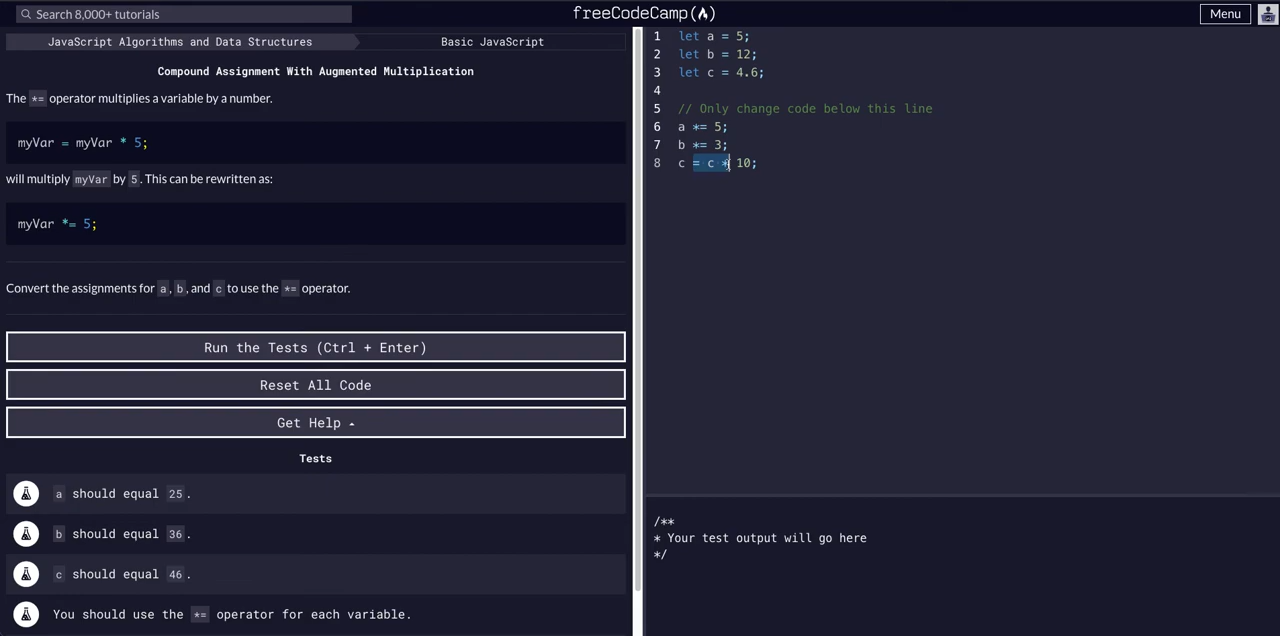 Search 8,000+ tutorials
freeCodeCamp
Menu
JavaScript Algorithms and Data Structures
Basic JavaScript
Compound Assignment With Augmented Multiplication
The *= operator multiplies a variable by a number.
myVar = myVar * 5;
will multiply myVar by 5. This can be rewritten as:
myVar *= 5;
Convert the assignments for a, b, and c to use the *= operator.
Run the Tests (Ctrl + Enter)
Reset All Code
Get Help
Tests
a should equal 25.
b should equal 36.
c should equal 46.
You should use the *= operator for each variable.
1 let a = 5;
2 let b = 12;
3 let c = 4.6;
4
5 // Only change code below this line
6 a *= 5;
7 b *= 3;
8 c = c * 10;
/**
* Your test output will go here
*/